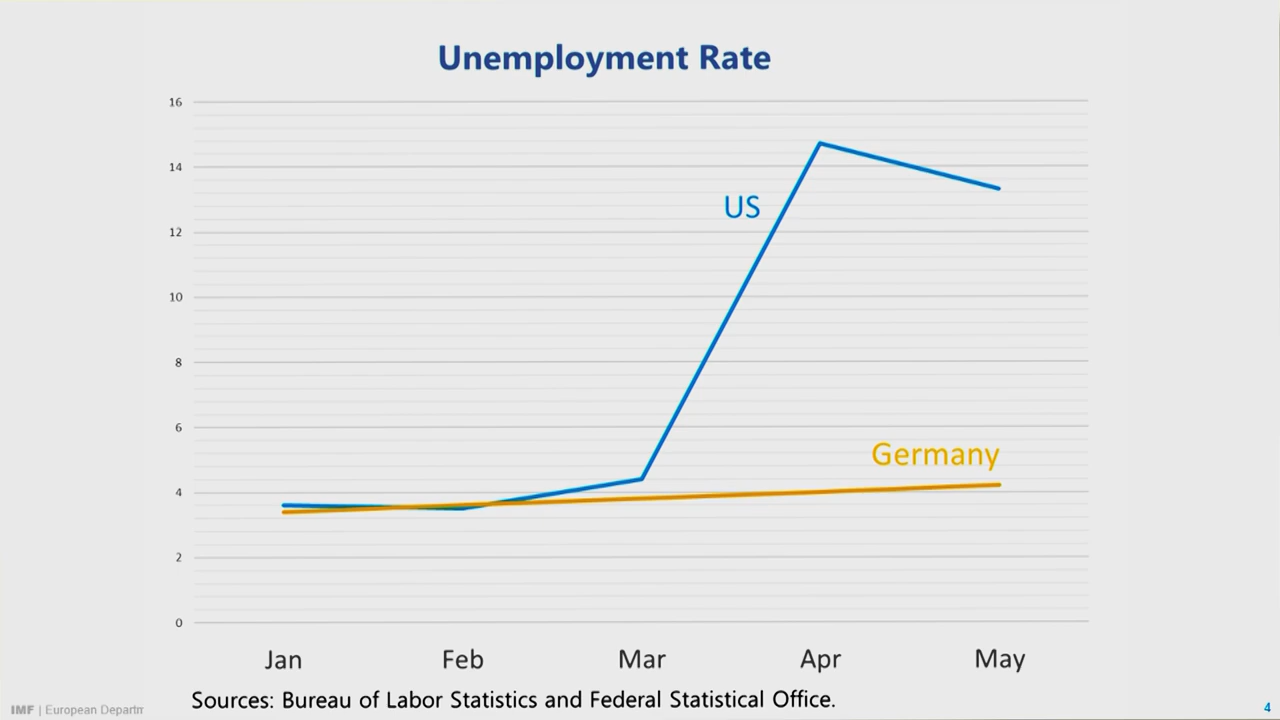 Unemployment Rate
16
14
12
10
8
6
4
2
0
US
Germany
Jan Feb Mar Apr May
Sources: Bureau of Labor Statistics and Federal Statistical Office.
IMF | European Departm
4